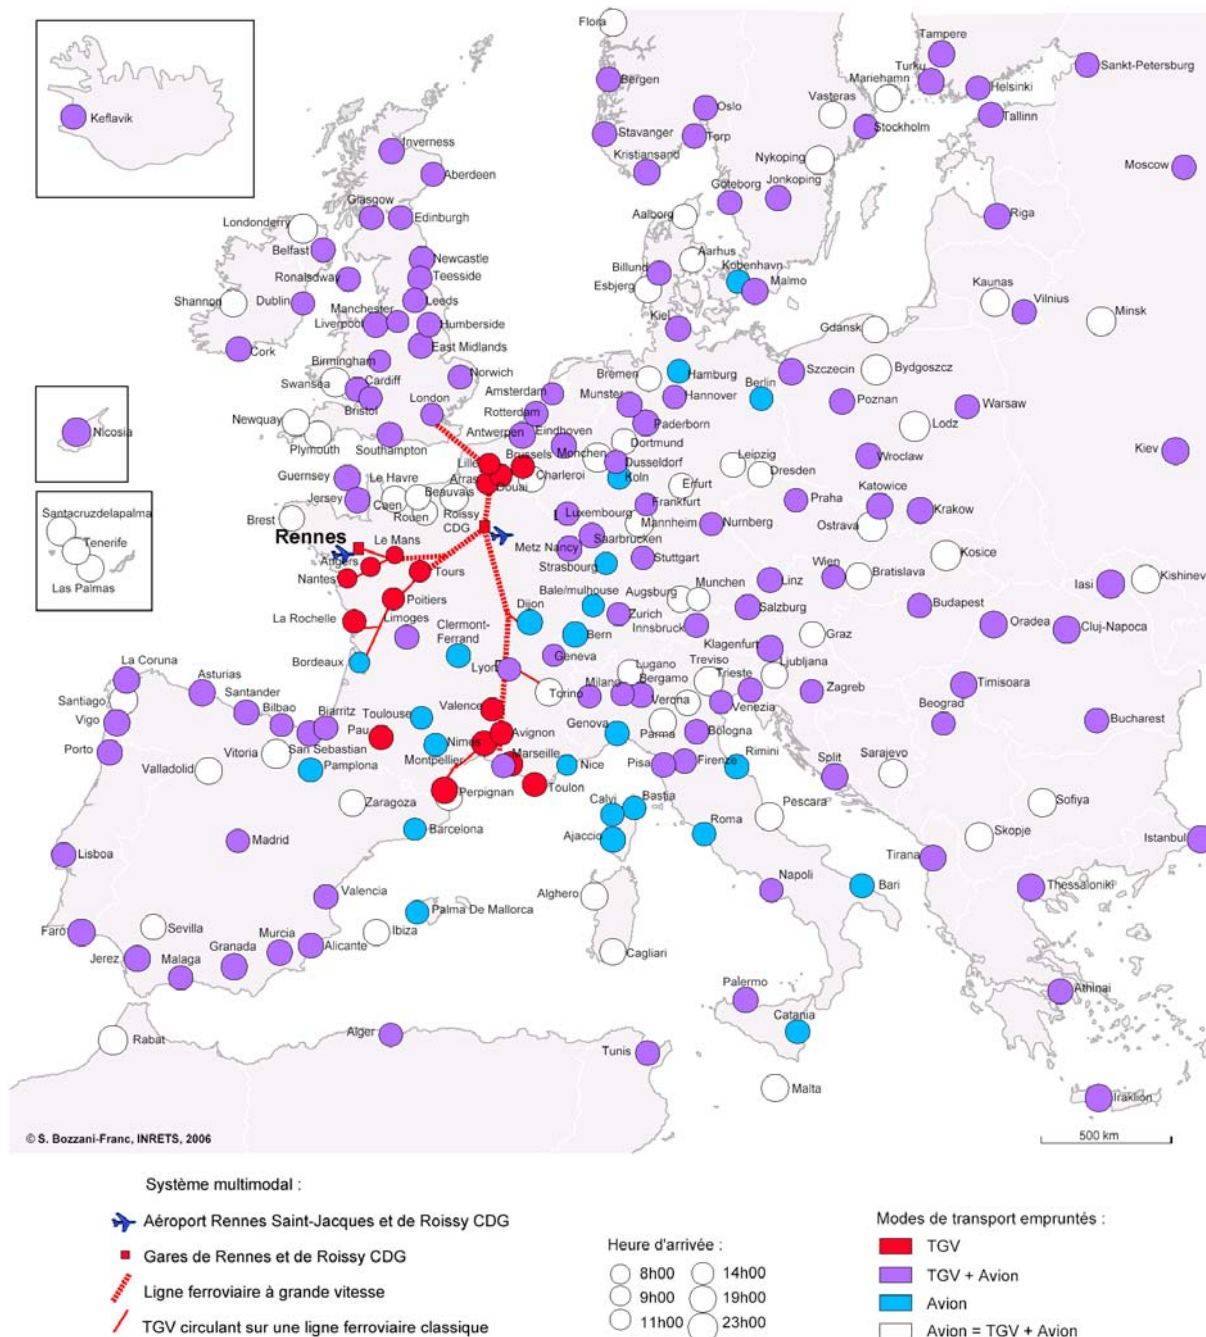 Flora
Tampere
Sankt-Petersburg
Turku
Mariehamn
Bergen
Helsinki
Vasteras
Oslo
Tallinn
Keflavik
Stavanger
Torp
Stockholm
Inverness
Kristiansand
Nykoping
Moscow
Aberdeen
Goteborg
Jonkoping
Glasgow
Londonderry
Edinburgh
Aalborg
Riga
Belfast
Newcastle
Aarhus
Ronalsdway
Teesside
Billund
Kobenhavn
Shannon
Dublin
Manchester
Leeds
Esbjerg
Malmo
Kaunas
Vilnius
Minsk
Liverpool
Humberside
Kiel
Gdansk
Cork
East Midlands
Birmingham
Bremen
Hamburg
Szczecin
Bydgoszcz
Swansea
Cardiff
Norwich
Amsterdam
Munster
Hannover
Berlin
Newquay
Bristol
London
Rotterdam
Paderborn
Poznan
Warsaw
Nicosia
Plymouth
Southampton
Antwerpen
Eindhoven
Dortmund
Lodz
Brussels
Monchen
Leipzig
Kiev
Lille
Dusseldorf
Dresden
Wroclaw
Guernsey
Le Havre
Arras
Charleroi
Douai
Koln
Erfurt
Katowice
Jersey
Beauvais
Santacruzdelapalma
Caen
Rouen
Roissy
CDG
Luxembourg
Frankfurt
Praha
Brest
Mannheim
Nurnberg
Ostrava
Krakow
Tenerife
Rennes
Le Mans
Metz Nancy
Saarbrucken
Stuttgart
Kosice
Las Palmas
Angers
Strasbourg
Nantes
Tours
Munchen
Linz
Wien
Bratislava
Iasi
Kishinev
Augsburg
Poitiers
Dijon
Bale/mulhouse
Salzburg
Budapest
La Rochelle
Limoges
Clermont-
Ferrand
Bern
Zurich
Innsbruck
Oradea
Cluj-Napoca
Graz
Klagenfurt
La Coruna
Bordeaux
Lyon
Geneva
Lugano
Treviso
Ljubljana
Asturias
Bergamo
Trieste
Timisoara
Santiago
Santander
Torino
Milano
Verona
Zagreb
Vigo
Bilbao
Biarritz
Toulouse
Valence
Venezia
Beograd
Bucharest
Porto
Vitoria
San Sebastian
Pau
Nimes
Avignon
Genova
Parma
Bologna
Valladolid
Pamplona
Montpellier
Marseille
Nice
Pisa
Firenze
Rimini
Split
Sarajevo
Zaragoza
Perpignan
Toulon
Calvi
Bastia
Pescara
Sofiya
Barcelona
Roma
Skopje
Istanbul
Madrid
Ajaccio
Lisboa
Tirana
Valencia
Alghero
Napoli
Bari
Thessaloniki
Palma De Mallorca
Faro
Sevilla
Murcia
Ibiza
Granada
Alicante
Cagliari
Jerez
Malaga
Palermo
Athinai
Catania
Rabat
Alger
Tunis
Malta
Iraklion
© S. Bozzani-Franc, INRETS, 2006
500 km
Système multimodal :
Aéroport Rennes Saint-Jacques et de Roissy CDG
Gares de Rennes et de Roissy CDG
Ligne ferroviaire à grande vitesse
TGV circulant sur une ligne ferroviaire classique
Heure d'arrivée :
8h00 14h00
9h00 19h00
11h00 23h00
Modes de transport empruntés :
TGV
TGV + Avion
Avion
Avion = TGV + Avion